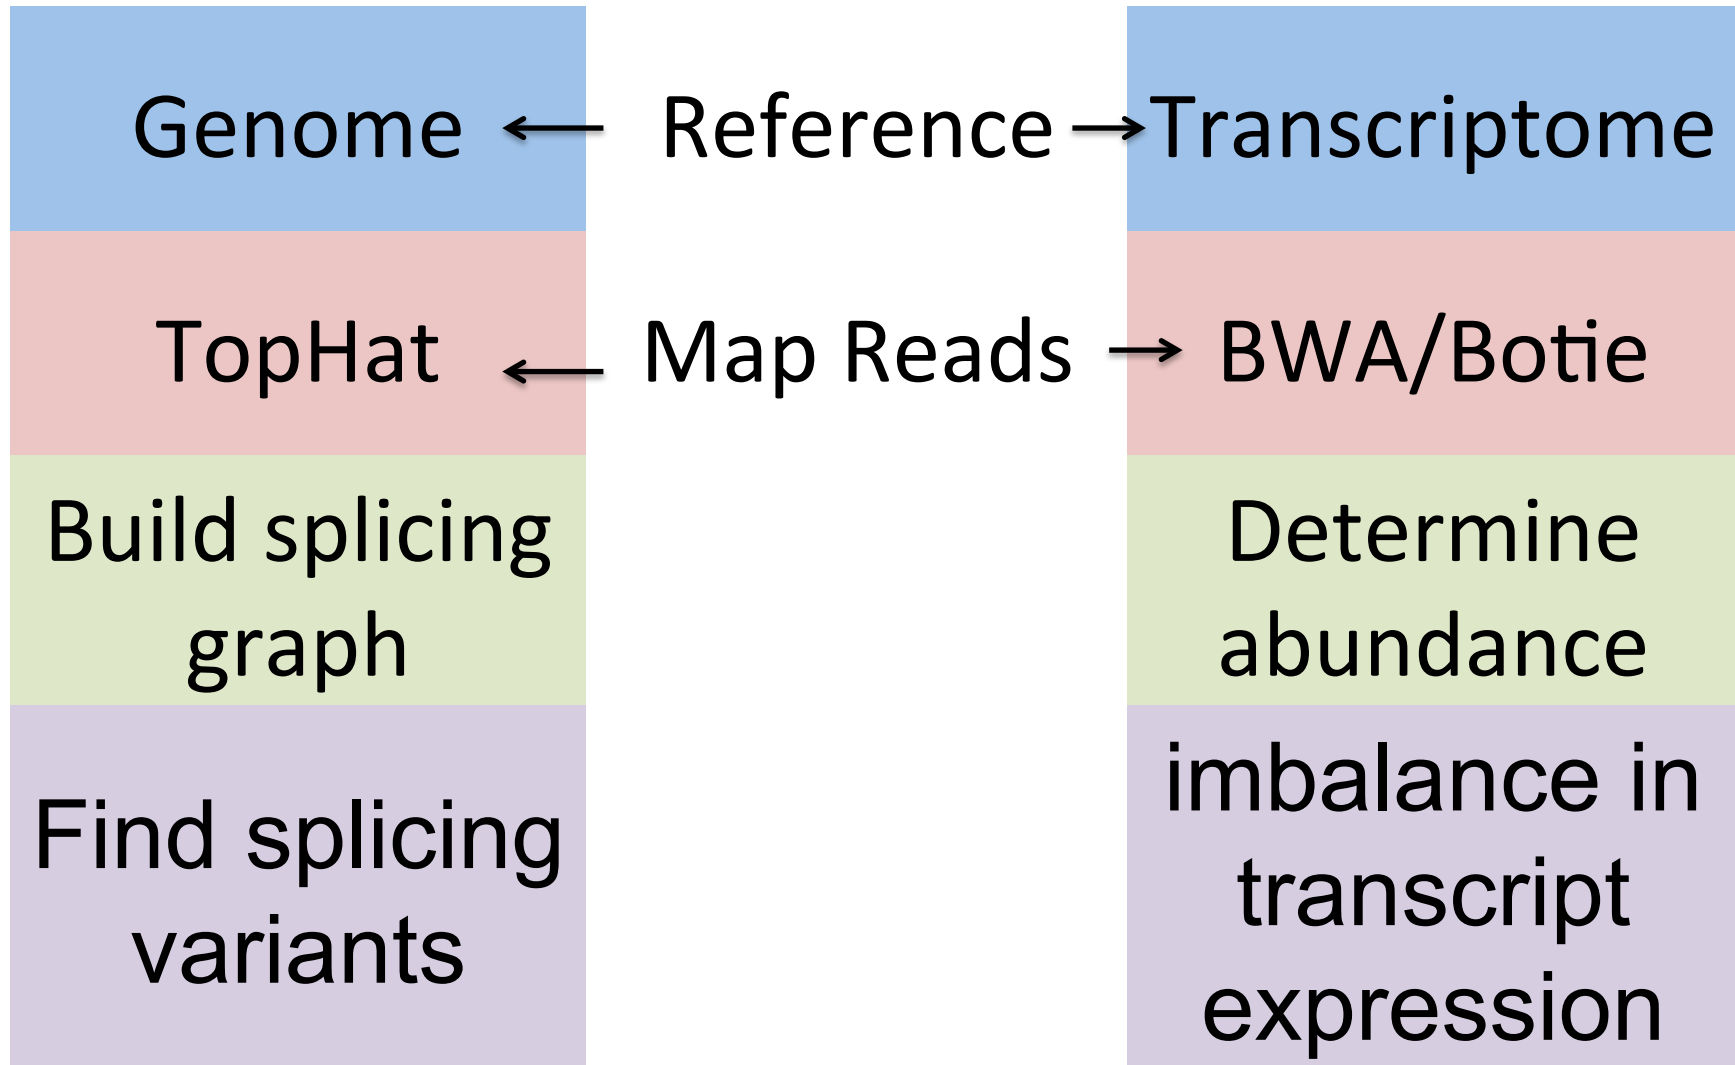 Genome
Reference
Transcriptome
TopHat
Map Reads
BWA/Botie
Build splicing
graph
Determine
abundance
Find splicing
variants
imbalance in
transcript
expression